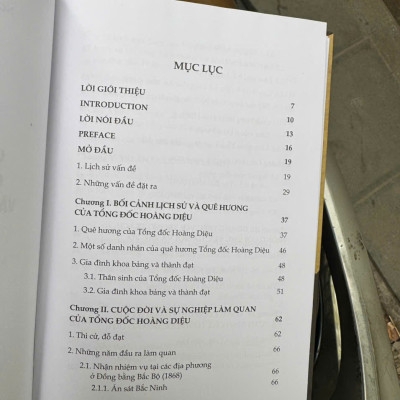 MỤC LỤC
LỜI GIỚI THIỆU 7
INTRODUCTION 10
LỜI NÓI ĐẦU 13
PREFACE 16
MỞ ĐẦU 19
1. Lịch sử vấn đề 19
2. Những vấn đề đặt ra 29
Chương I. BỐI CẢNH LỊCH SỬ VÀ QUÊ HƯƠNG
CỦA TỔNG ĐỐC HOÀNG DIỆU 37
1. Quê hương của Tổng đốc Hoàng Diệu 37
2. Một số danh nhân của quê hương Tổng đốc Hoàng Diệu 46
3. Gia đình khoa bảng và thành đạt 48
3.1. Thân sinh của Tổng đốc Hoàng Diệu 48
3.2. Gia đình khoa bảng và thành đạt 51
Chương II. CUỘC ĐỜI VÀ SỰ NGHIỆP LÀM QUAN
CỦA TỔNG ĐỐC HOÀNG DIỆU 62
1. Thi cử, đỗ đạt 62
2. Những năm đầu ra làm quan 66
2.1. Nhận nhiệm vụ tại các địa phương
ở Đồng bằng Bắc Bộ (1868) 66
2.1.1. Án sát Bắc Ninh 66